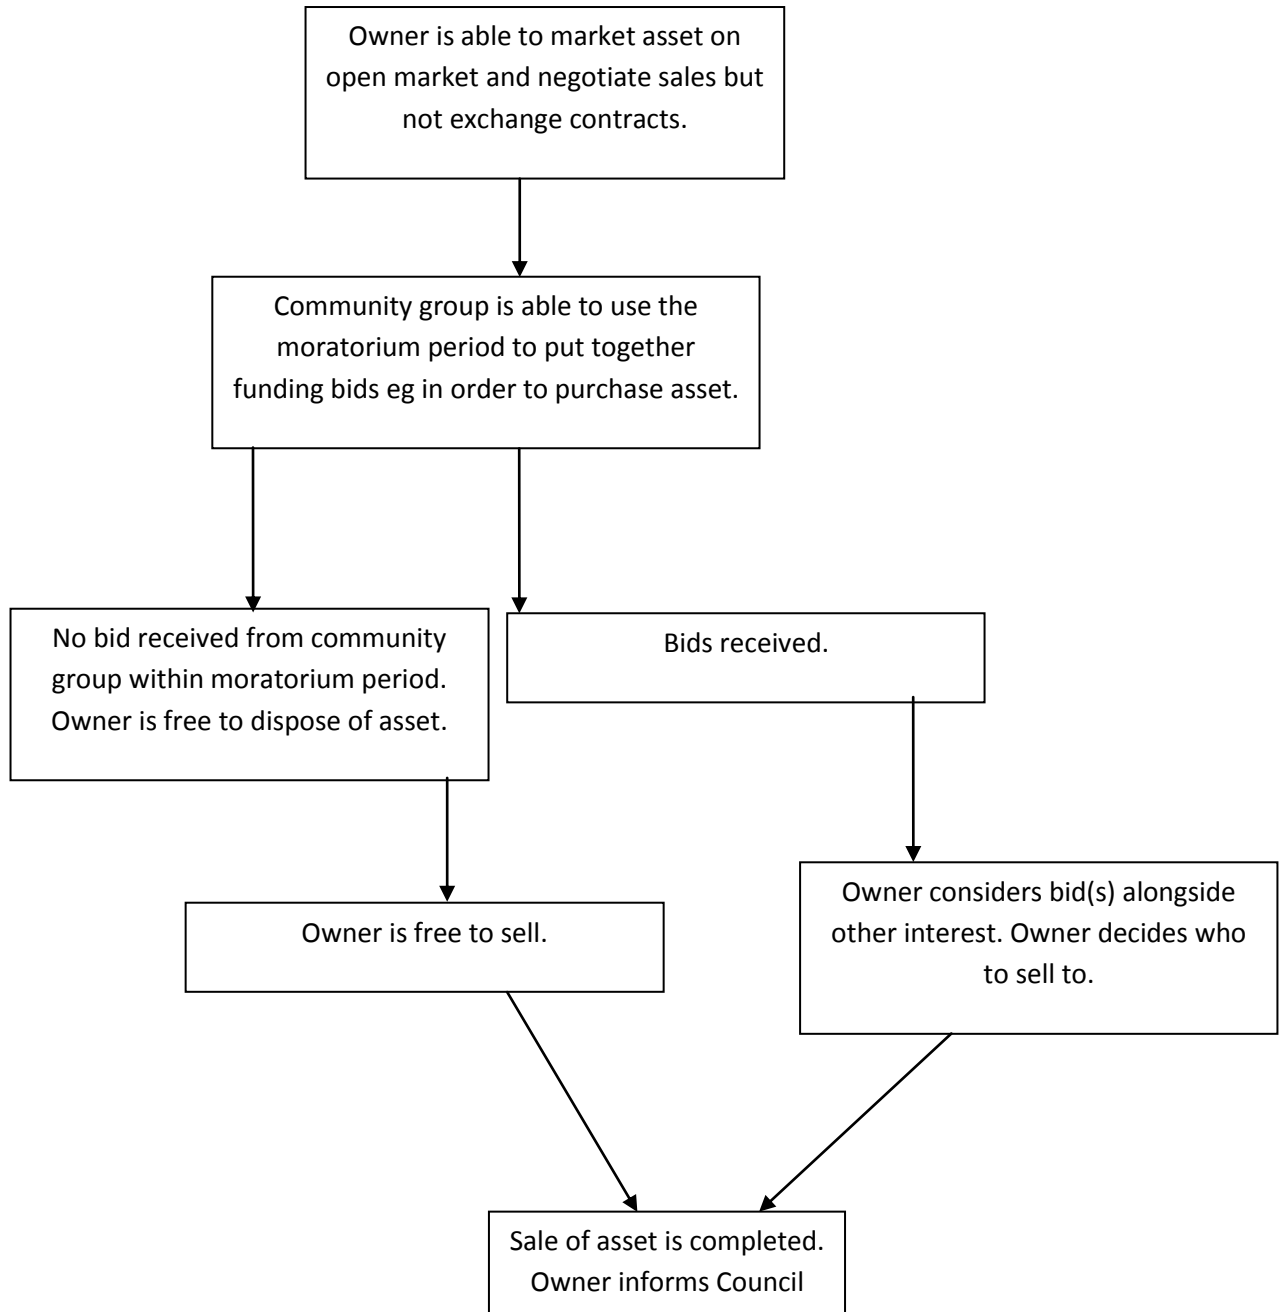 Owner is able to market asset on
open market and negotiate sales but
not exchange contracts.
Community group is able to use the
moratorium period to put together
funding bids eg in order to purchase asset.
No bid received from community
group within moratorium period.
Owner is free to dispose of asset.
Bids received.
Owner is free to sell.
Owner considers bid(s) alongside
other interest. Owner decides who
to sell to.
Sale of asset is completed.
Owner informs Council